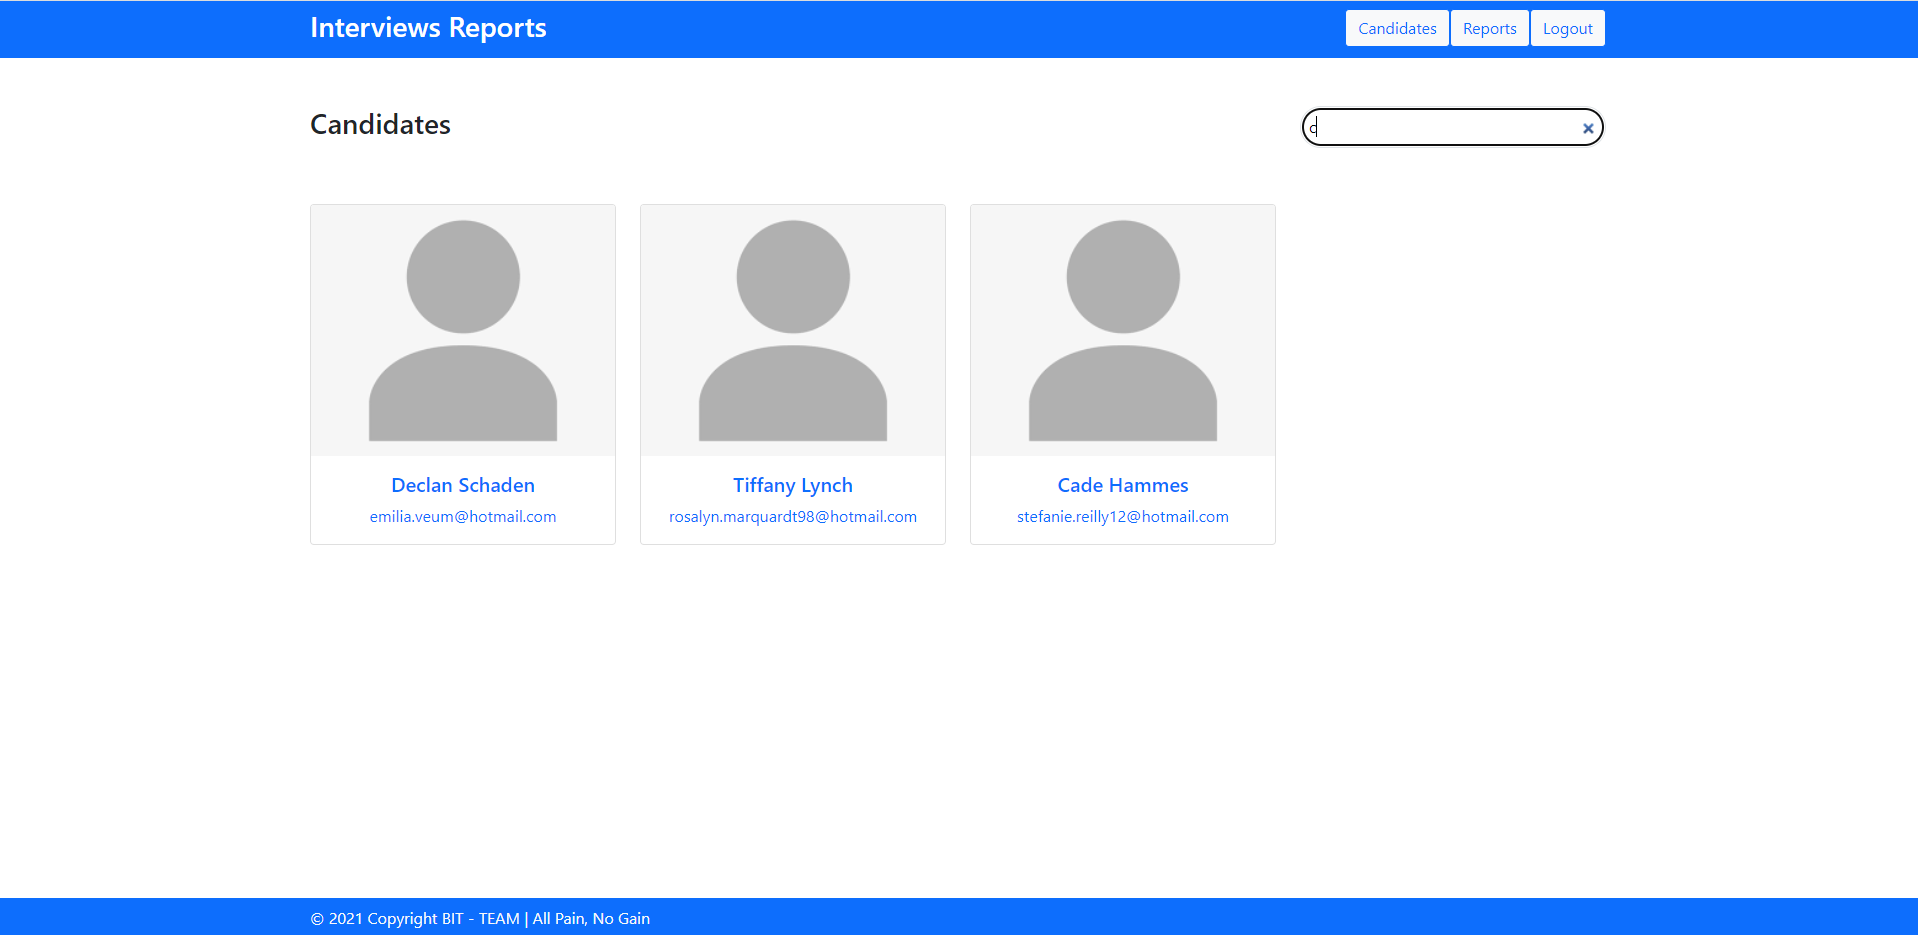 Interviews Reports
Candidates Reports Logout
Candidates
c
Declan Schaden
emilia.veum@hotmail.com
Tiffany Lynch
rosalyn.marquardt98@hotmail.com
Cade Hammes
stefanie.reilly12@hotmail.com
© 2021 Copyright BIT - TEAM | All Pain, No Gain